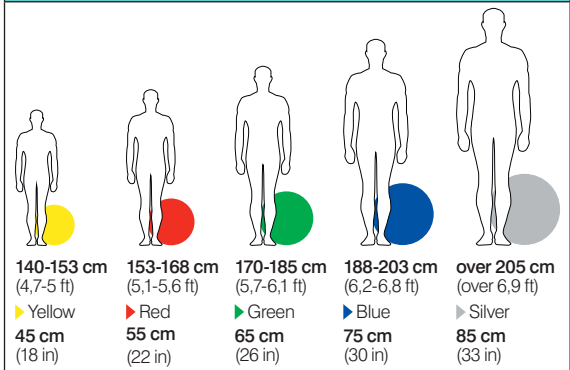 140-153 cm
(4,7-5 ft)
Yellow
45 cm
(18 in)
153-168 cm
(5,1-5,6 ft)
Red
55 cm
(22 in)
170-185 cm
(5,7-6,1 ft)
Green
65 cm
(26 in)
188-203 cm
(6,2-6,8 ft)
Blue
75 cm
(30 in)
over 205 cm
(over 6,9 ft)
Silver
85 cm
(33 in)